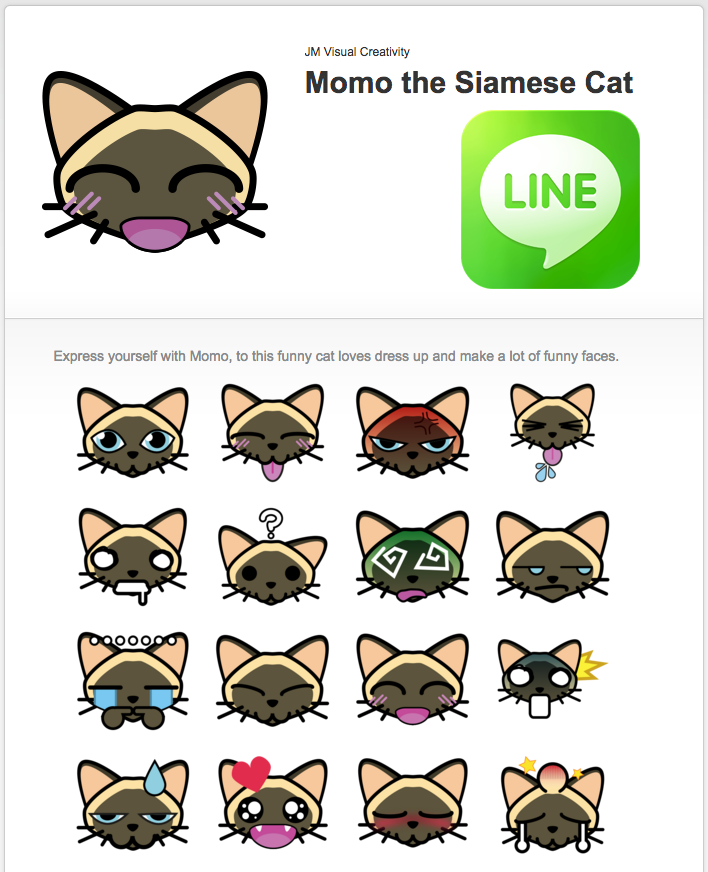 JM Visual Creativity
Momo the Siamese Cat
LINE
Express yourself with Momo, to this funny cat loves dress up and make a lot of funny faces.
?